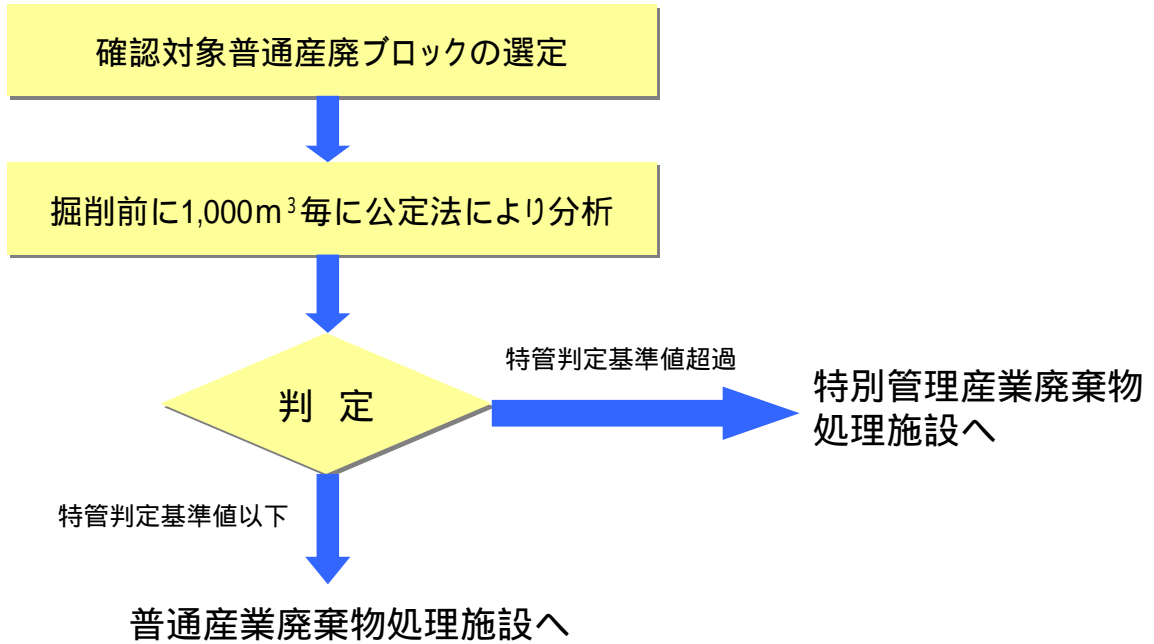 確認対象普通産廃ブロックの選定
掘削前に1,000m³毎に公定法により分析
特管判定基準値超過
判 定
特別管理産業廃棄物
処理施設へ
特管判定基準値以下
普通産業廃棄物処理施設へ